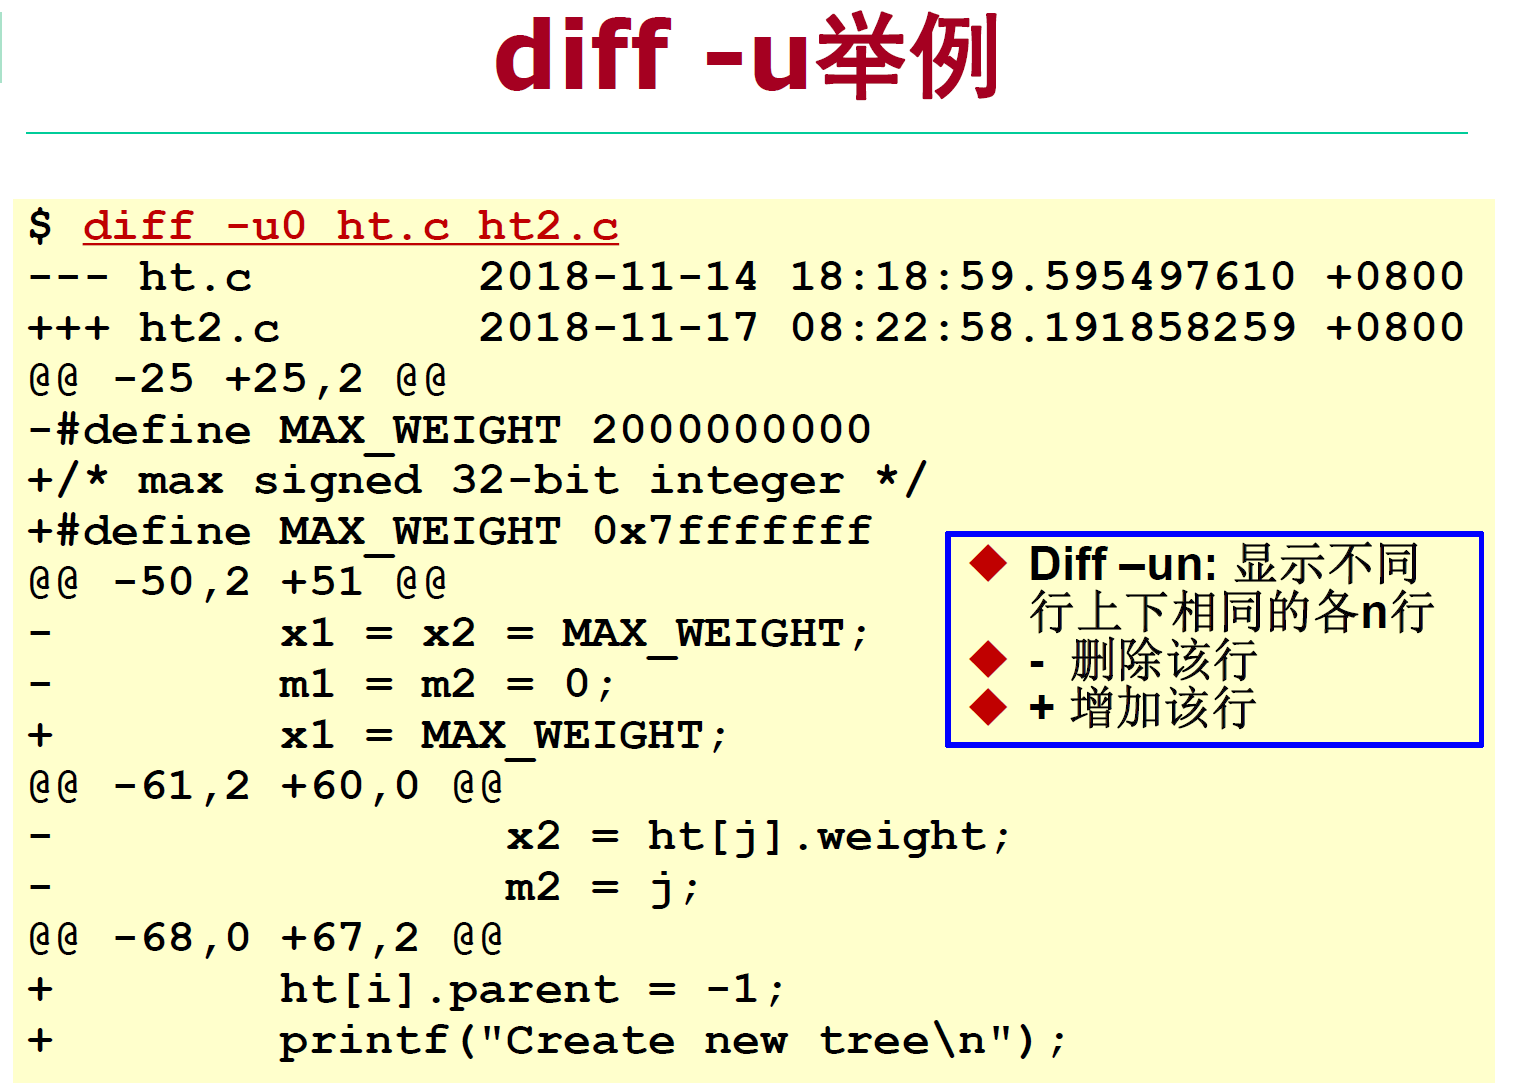 diff -u举例
$ diff -u0 ht.c ht2.c
--- ht.c        2018-11-14 18:18:59.595497610 +0800
+++ ht2.c       2018-11-17 08:22:58.191858259 +0800
@@ -25 +25,2 @@
-#define MAX_WEIGHT 2000000000
+/* max signed 32-bit integer */
+#define MAX_WEIGHT 0x7fffffff
@@ -50,2 +51 @@
-        x1 = x2 = MAX_WEIGHT;
-        m1 = m2 = 0;
+        x1 = MAX_WEIGHT;
@@ -61,2 +60,0 @@
-                x2 = ht[j].weight;
-                m2 = j;
@@ -68,0 +67,2 @@
+        ht[i].parent = -1;
+        printf("Create new tree\n");
◆ Diff –un: 显示不同
行上下相同的各n行
◆ - 删除该行
◆ + 增加该行